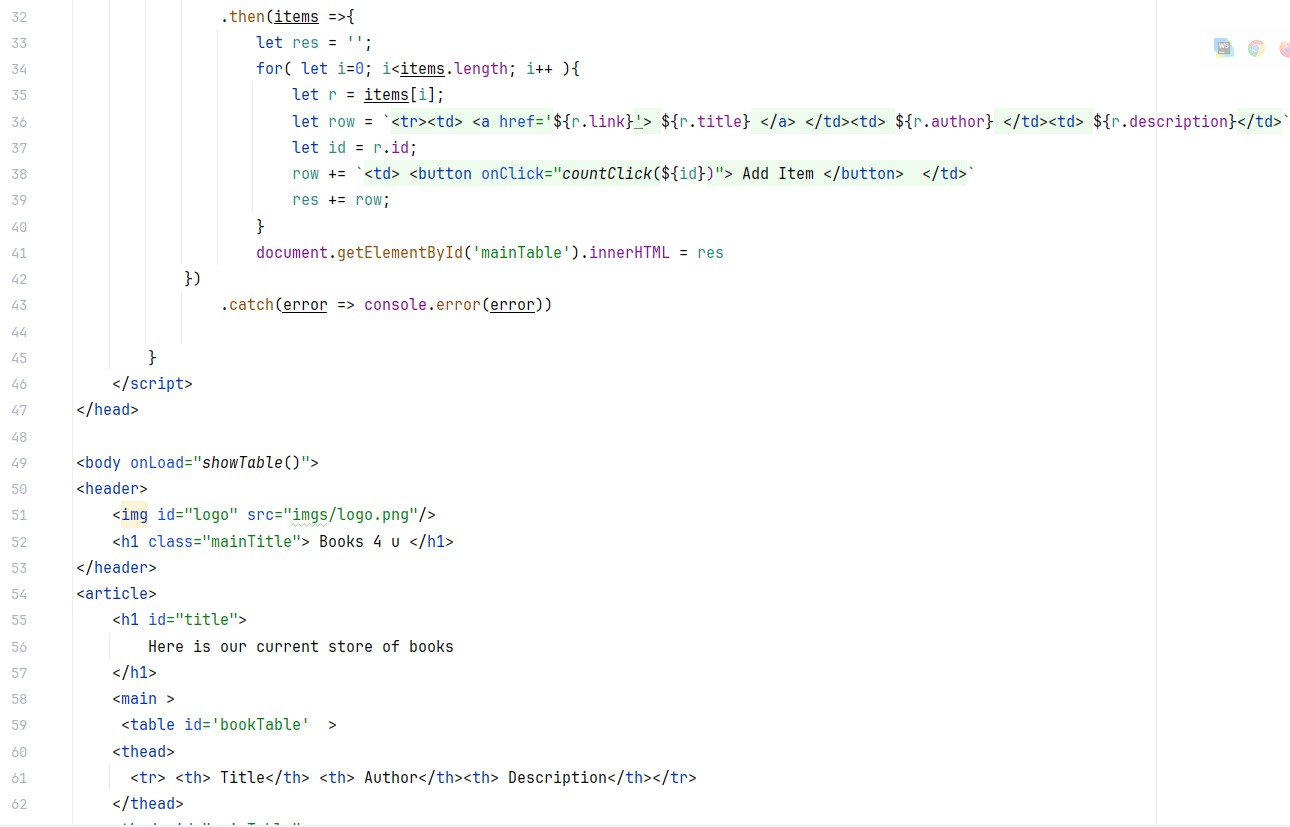 32 .then(items =>{
33 let res = '';
34 for( let i=0; i<items.length; i++ ){
35 let r = items[i];
36 let row = `<tr><td> <a href='${r.link}'> ${r.title} </a> </td><td> ${r.author} </td><td> ${r.description}</td>`
37 let id = r.id;
38 row += `<td> <button onClick="countClick(${id})"> Add Item </button>  </td>`
39 res += row;
40 }
41 document.getElementById('mainTable').innerHTML = res
42 })
43 .catch(error => console.error(error))
44
45 }
46 </script>
47 </head>
48
49 <body onLoad="showTable()">
50 <header>
51 <img id="logo" src="imgs/logo.png"/>
52 <h1 class="mainTitle"> Books 4 u </h1>
53 </header>
54 <article>
55 <h1 id="title">
56 Here is our current store of books
57 </h1>
58 <main >
59 <table id='bookTable'  >
60 <thead>
61 <tr> <th> Title</th> <th> Author</th><th> Description</th></tr>
62 </thead>